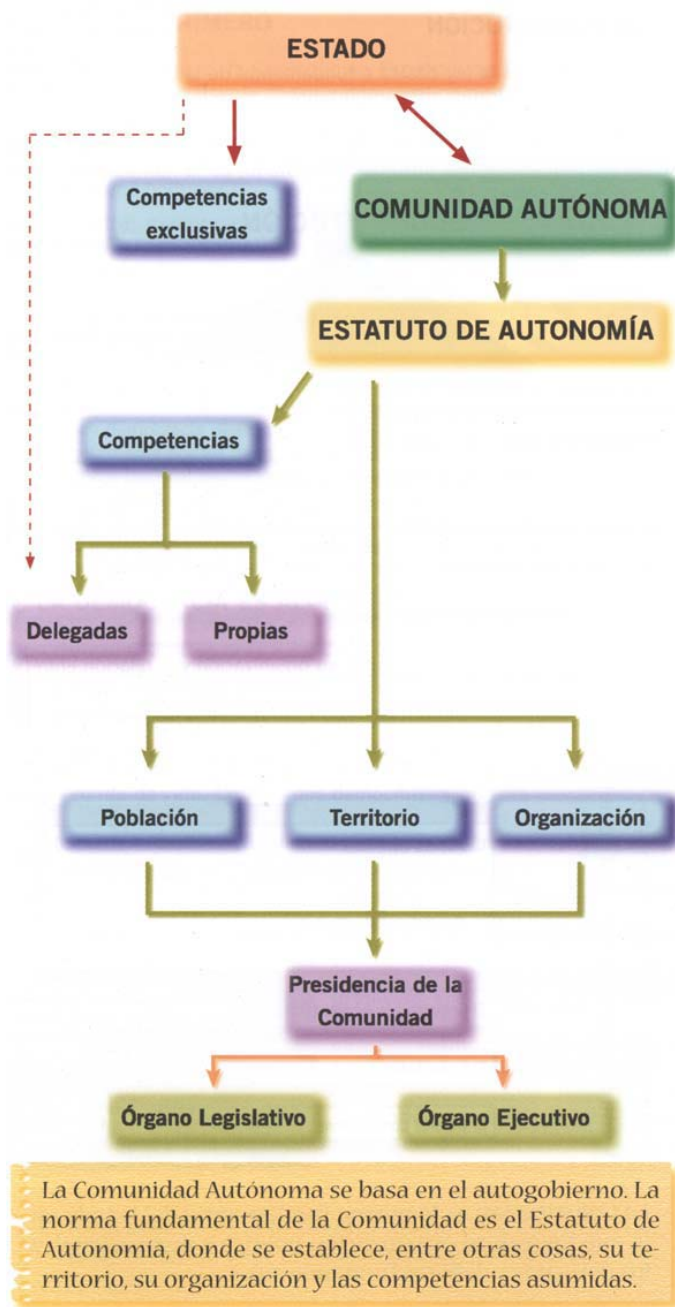 ESTADO
Competencias
exclusivas
COMUNIDAD AUTÓNOMA
ESTATUTO DE AUTONOMÍA
Competencias
Delegadas
Propias
Población
Territorio
Organización
Presidencia de la
Comunidad
Órgano Legislativo
Órgano Ejecutivo
La Comunidad Autónoma se basa en el autogobierno. La
norma fundamental de la Comunidad es el Estatuto de
Autonomía, donde se establece, entre otras cosas, su te-
rritorio, su organización y las competencias asumidas.